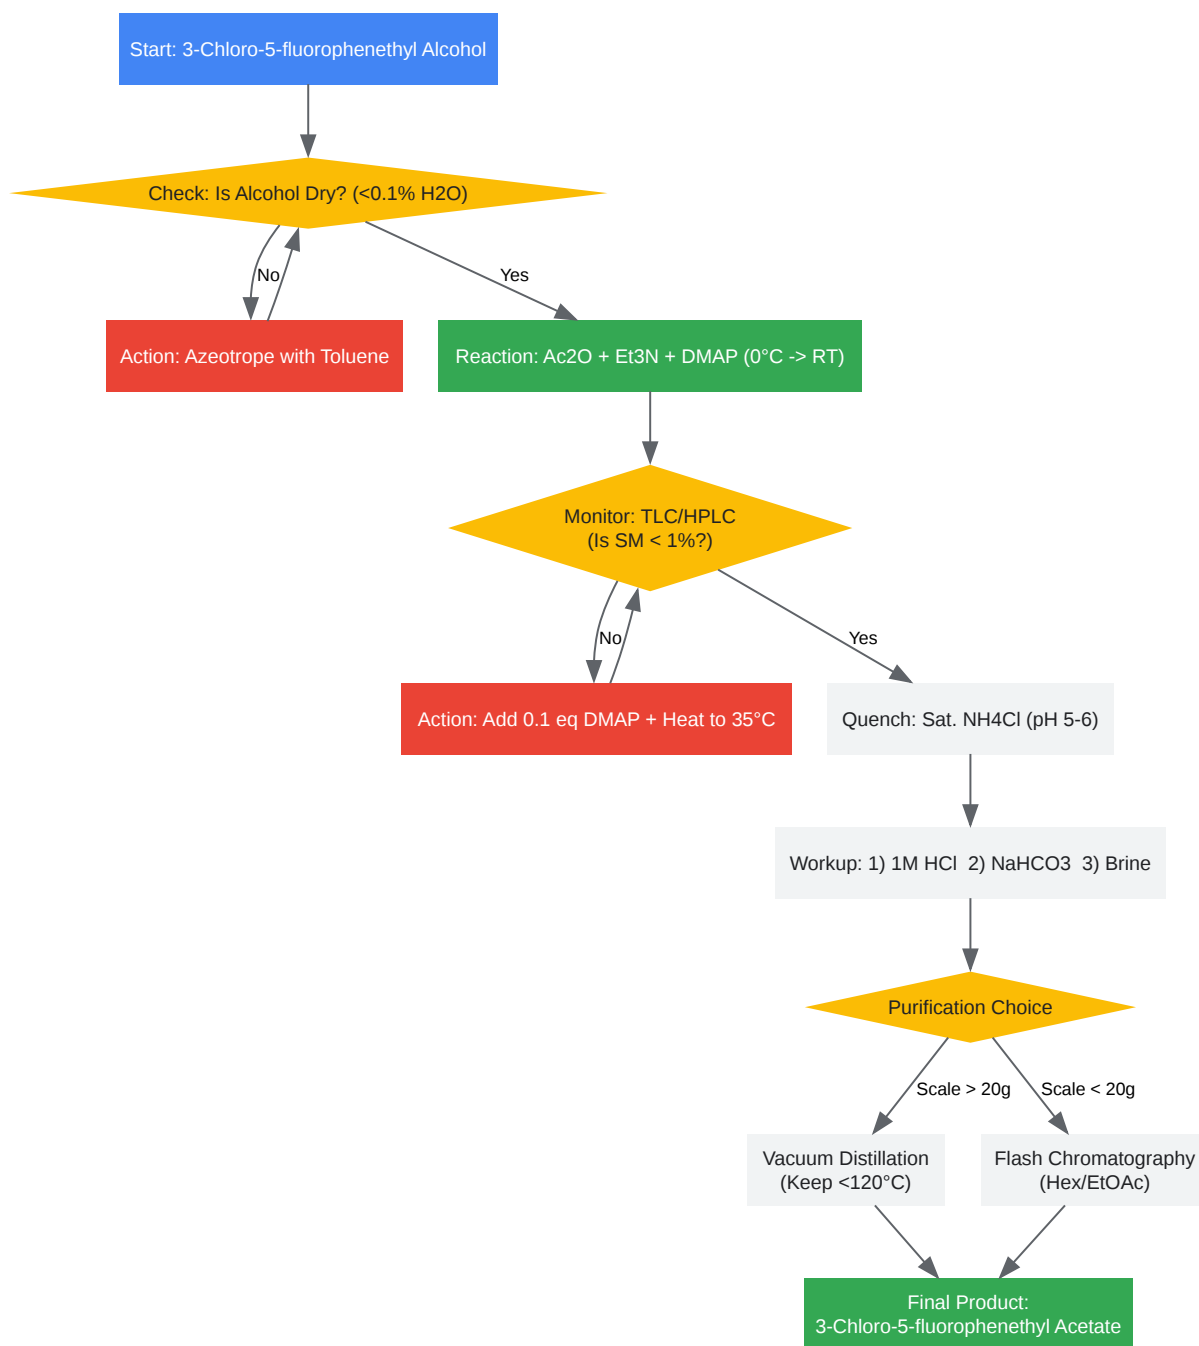 Start: 3-Chloro-5-fluorophenethyl Alcohol
Check: Is Alcohol Dry? (<0.1% H2O)
No
Yes
Action: Azeotrope with Toluene
Reaction: Ac2O + Et3N + DMAP (0°C -> RT)
Monitor: TLC/HPLC
(Is SM < 1%?)
No
Yes
Action: Add 0.1 eq DMAP + Heat to 35°C
Quench: Sat. NH4Cl (pH 5-6)
Workup: 1) 1M HCl  2) NaHCO3  3) Brine
Purification Choice
Scale > 20g
Scale < 20g
Vacuum Distillation
(Keep <120°C)
Flash Chromatography
(Hex/EtOAc)
Final Product:
3-Chloro-5-fluorophenethyl Acetate